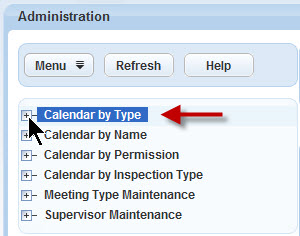 Administration
Menu Refresh Help
Calendar by Type
Calendar by Name
Calendar by Permission
Calendar by Inspection Type
Meeting Type Maintenance
Supervisor Maintenance